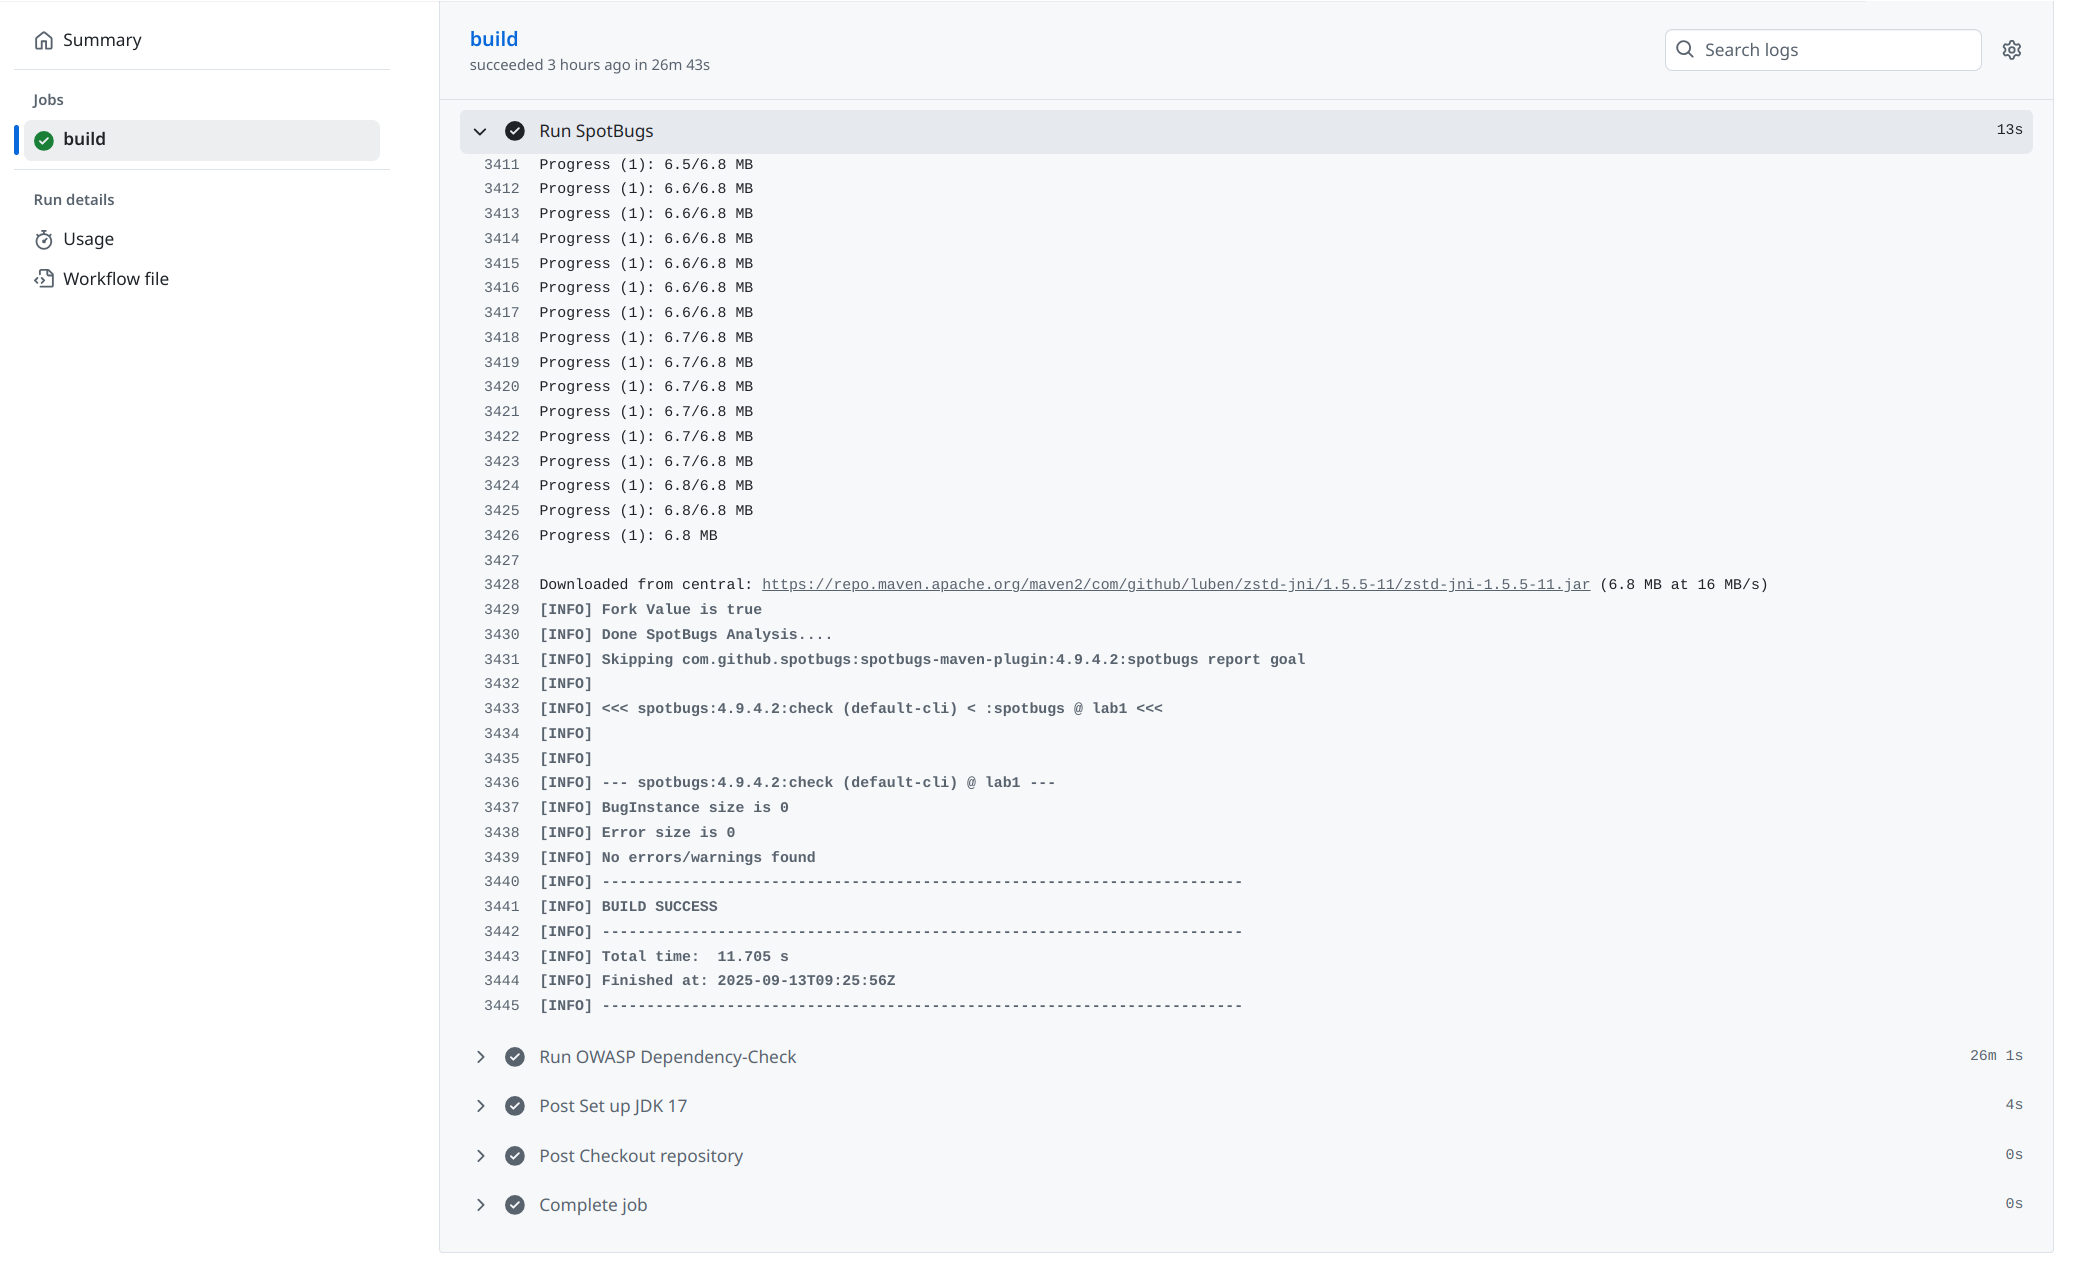 Summary
Jobs
build
Run details
Usage
Workflow file
build
succeeded 3 hours ago in 26m 43s
Search logs
Run SpotBugs 13s
3411 Progress (1): 6.5/6.8 MB
3412 Progress (1): 6.6/6.8 MB
3413 Progress (1): 6.6/6.8 MB
3414 Progress (1): 6.6/6.8 MB
3415 Progress (1): 6.6/6.8 MB
3416 Progress (1): 6.6/6.8 MB
3417 Progress (1): 6.6/6.8 MB
3418 Progress (1): 6.7/6.8 MB
3419 Progress (1): 6.7/6.8 MB
3420 Progress (1): 6.7/6.8 MB
3421 Progress (1): 6.7/6.8 MB
3422 Progress (1): 6.7/6.8 MB
3423 Progress (1): 6.7/6.8 MB
3424 Progress (1): 6.8/6.8 MB
3425 Progress (1): 6.8/6.8 MB
3426 Progress (1): 6.8 MB
3427
3428 Downloaded from central: https://repo.maven.apache.org/maven2/com/github/luben/zstd-jni/1.5.5-11/zstd-jni-1.5.5-11.jar (6.8 MB at 16 MB/s)
3429 [INFO] Fork Value is true
3430 [INFO] Done SpotBugs Analysis....
3431 [INFO] Skipping com.github.spotbugs:spotbugs-maven-plugin:4.9.4.2:spotbugs report goal
3432 [INFO]
3433 [INFO] <<< spotbugs:4.9.4.2:check (default-cli) < :spotbugs @ lab1 <<<
3434 [INFO]
3435 [INFO]
3436 [INFO] --- spotbugs:4.9.4.2:check (default-cli) @ lab1 ---
3437 [INFO] BugInstance size is 0
3438 [INFO] Error size is 0
3439 [INFO] No errors/warnings found
3440 [INFO] ------------------------------------------------------------------------
3441 [INFO] BUILD SUCCESS
3442 [INFO] ------------------------------------------------------------------------
3443 [INFO] Total time:  11.705 s
3444 [INFO] Finished at: 2025-09-13T09:25:56Z
3445 [INFO] ------------------------------------------------------------------------
Run OWASP Dependency-Check 26m 1s
Post Set up JDK 17 4s
Post Checkout repository 0s
Complete job 0s